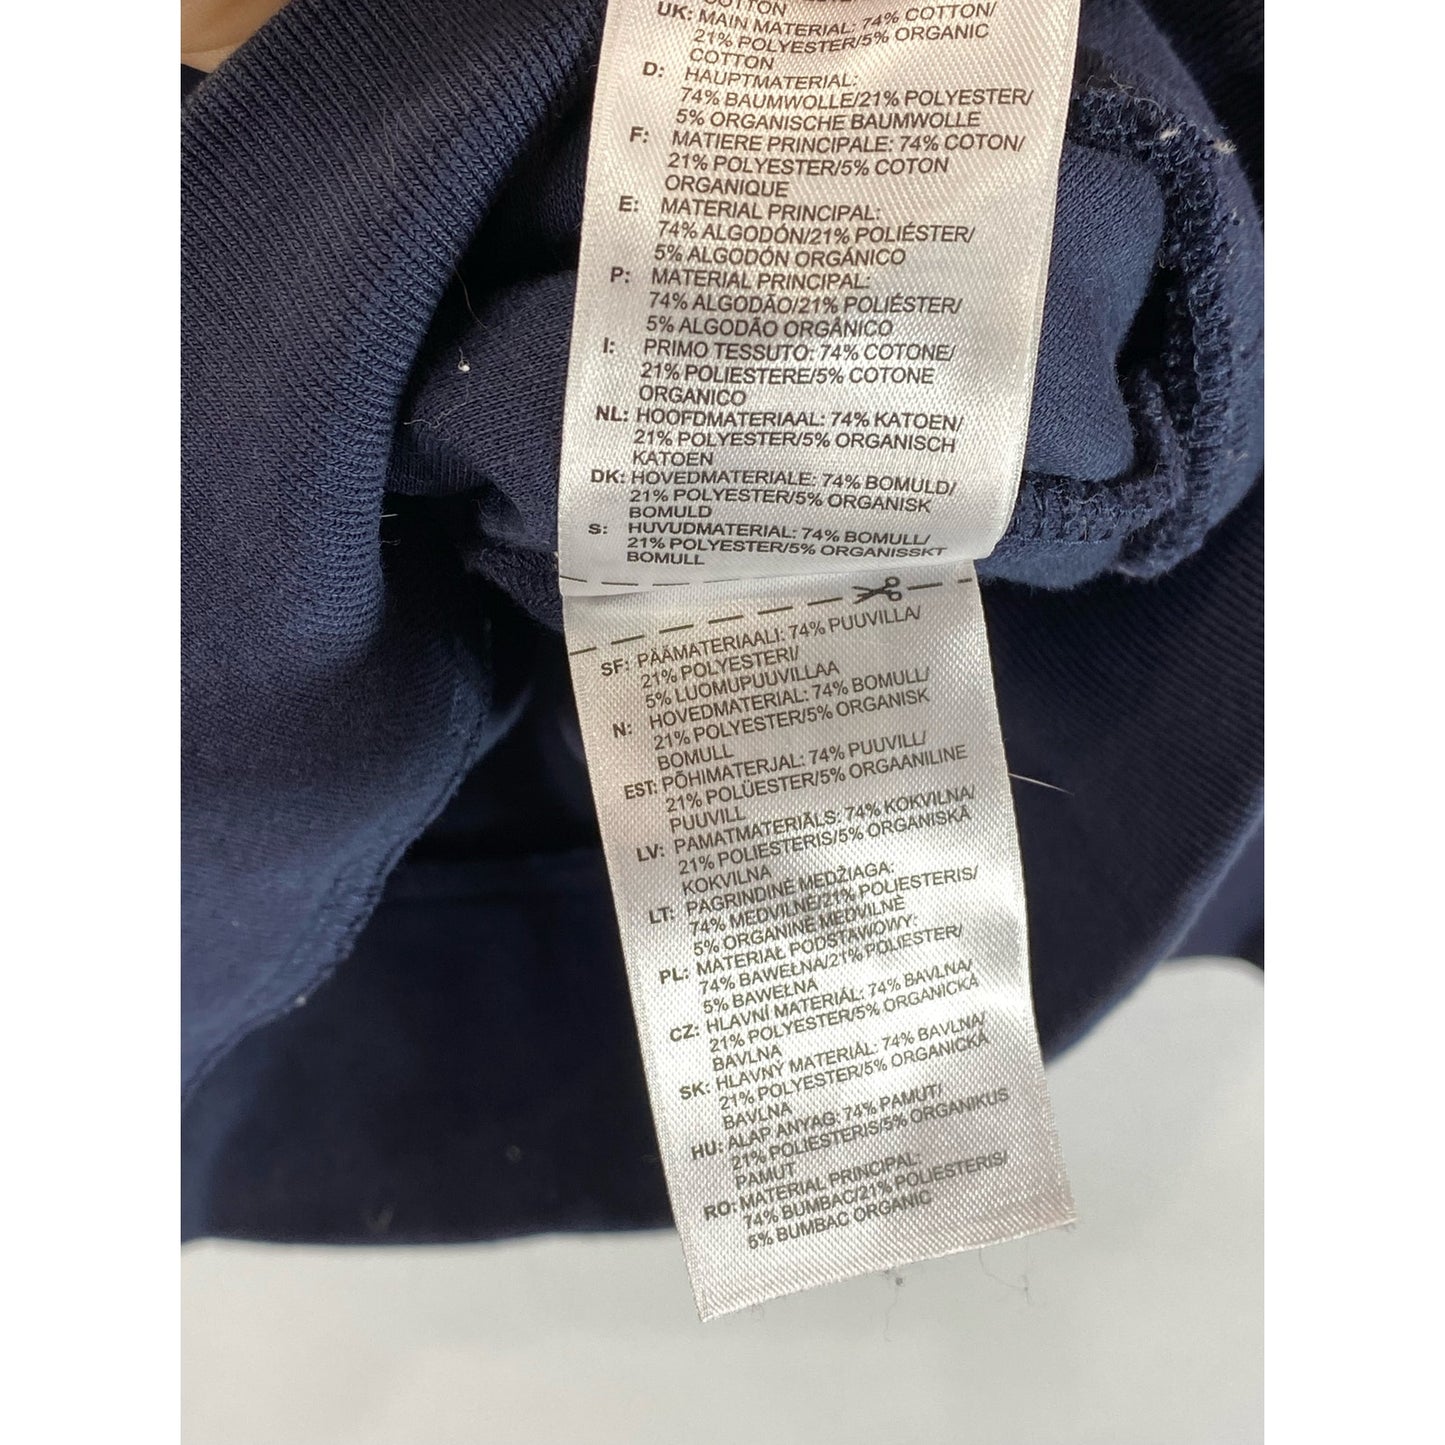 COTTON
UK: MAIN MATERIAL: 74% COTTON/
21% POLYESTER/5% ORGANIC
COTTON
D: HAUPTMATERIAL:
74% BAUMWOLLE/21% POLYESTER/
5% ORGANISCHE BAUMWOLLE
F: MATIERE PRINCIPALE: 74% COTON/
21% POLYESTER/5% COTON
ORGANIQUE
E: MATERIAL PRINCIPAL:
74% ALGODÓN/21% POLIÉSTER/
5% ALGODÓN ORGÁNICO
P: MATERIAL PRINCIPAL:
74% ALGODÃO/21% POLIÉSTER/
5% ALGODÃO ORGÂNICO
I: PRIMO TESSUTO: 74% COTONE/
21% POLIESTERE/5% COTONE
ORGANICO
NL: HOOFDMATERIAAL: 74% KATOEN/
21% POLYESTER/5% ORGANISCH
KATOEN
DK: HOVEDMATERIALE: 74% BOMULD/
21% POLYESTER/5% ORGANISK
BOMULD
S: HUVUDMATERIAL: 74% BOMULL/
21% POLYESTER/5% ORGANISSKT
BOMULL
SF: PÄÄMATERIAALI: 74% PUUVILLA/
21% POLYESTERI/
5% LUOMUPUUVILLAA
N: HOVEDMATERIAL: 74% BOMULL/
21% POLYESTER/5% ORGANISK
BOMULL
EST: PÕHIMATERJAL: 74% PUUVILL/
21% POLÜESTER/5% ORGAANILINE
PUUVILL
LV: PAMATMATERIĀLS: 74% KOKVILNA/
21% POLIESTERIS/5% ORGANISKĀ
KOKVILNA
LT: PAGRINDINĖ MEDŽIAGA:
74% MEDVILNĖ/21% POLIESTERIS/
5% ORGANINĖ MEDVILNĖ
PL: MATERIAŁ PODSTAWOWY:
74% BAWEŁNA/21% POLIESTER/
5% BAWEŁNA
CZ: HLAVNÍ MATERIÁL: 74% BAVLNA/
21% POLYESTER/5% ORGANICKÁ
BAVLNA
SK: HLAVNÝ MATERIÁL: 74% BAVLNA/
21% POLYESTER/5% ORGANICKÁ
BAVLNA
HU: ALAP ANYAG: 74% PAMUT/
21% POLIESTERIS/5% ORGANIKUS
PAMUT
RO: MATERIAL PRINCIPAL:
74% BUMBAC/21% POLIESTERIS/
5% BUMBAC ORGANIC